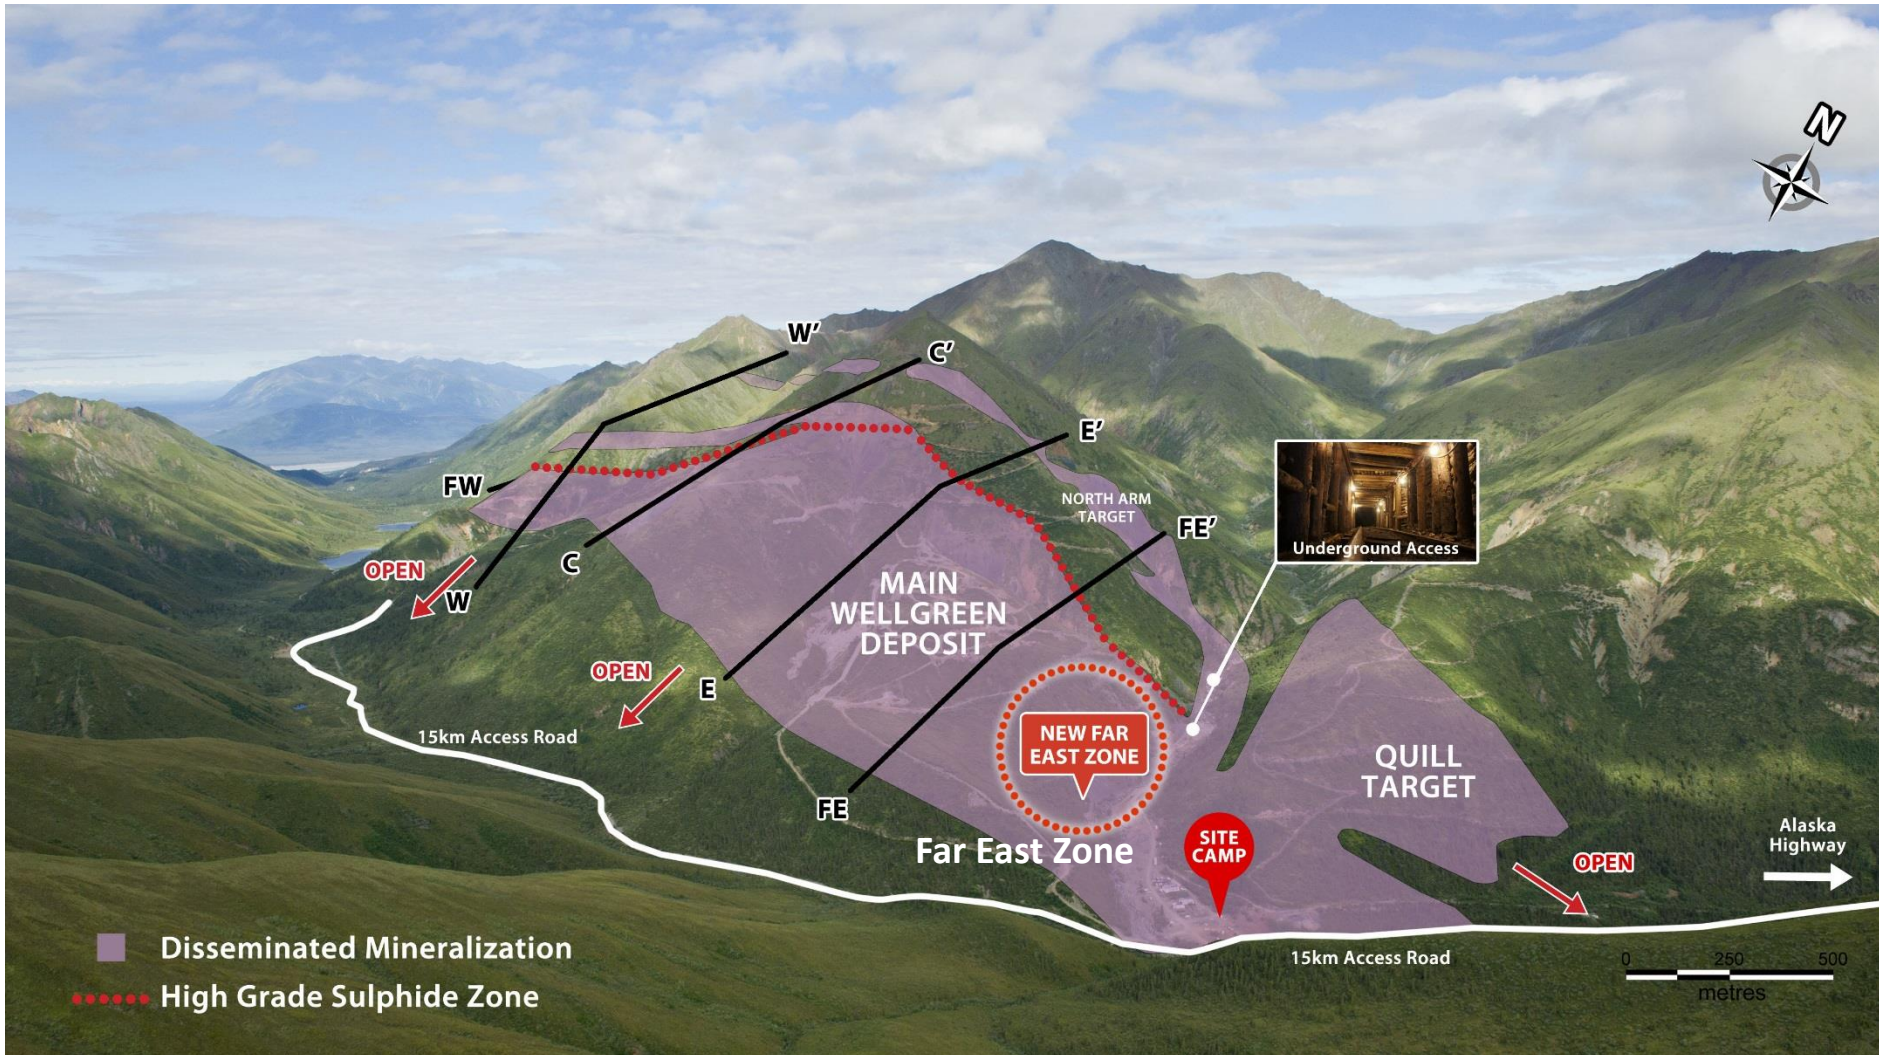 N
W'
C'
E'
FW
NORTH ARM
TARGET
FE'
Underground Access
C
OPEN
W
MAIN
WELLGREEN
DEPOSIT
OPEN
E
15km Access Road
NEW FAR
EAST ZONE
QUILL
TARGET
FE
Far East Zone
SITE
CAMP
Alaska
Highway
OPEN
15km Access Road
0 250 500
metres
Disseminated Mineralization
High Grade Sulphide Zone